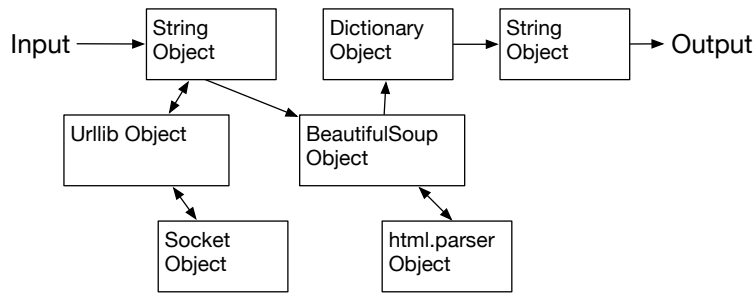 Input
String
Object
Dictionary
Object
String
Object
Output
Urllib Object
BeautifulSoup
Object
Socket
Object
html.parser
Object